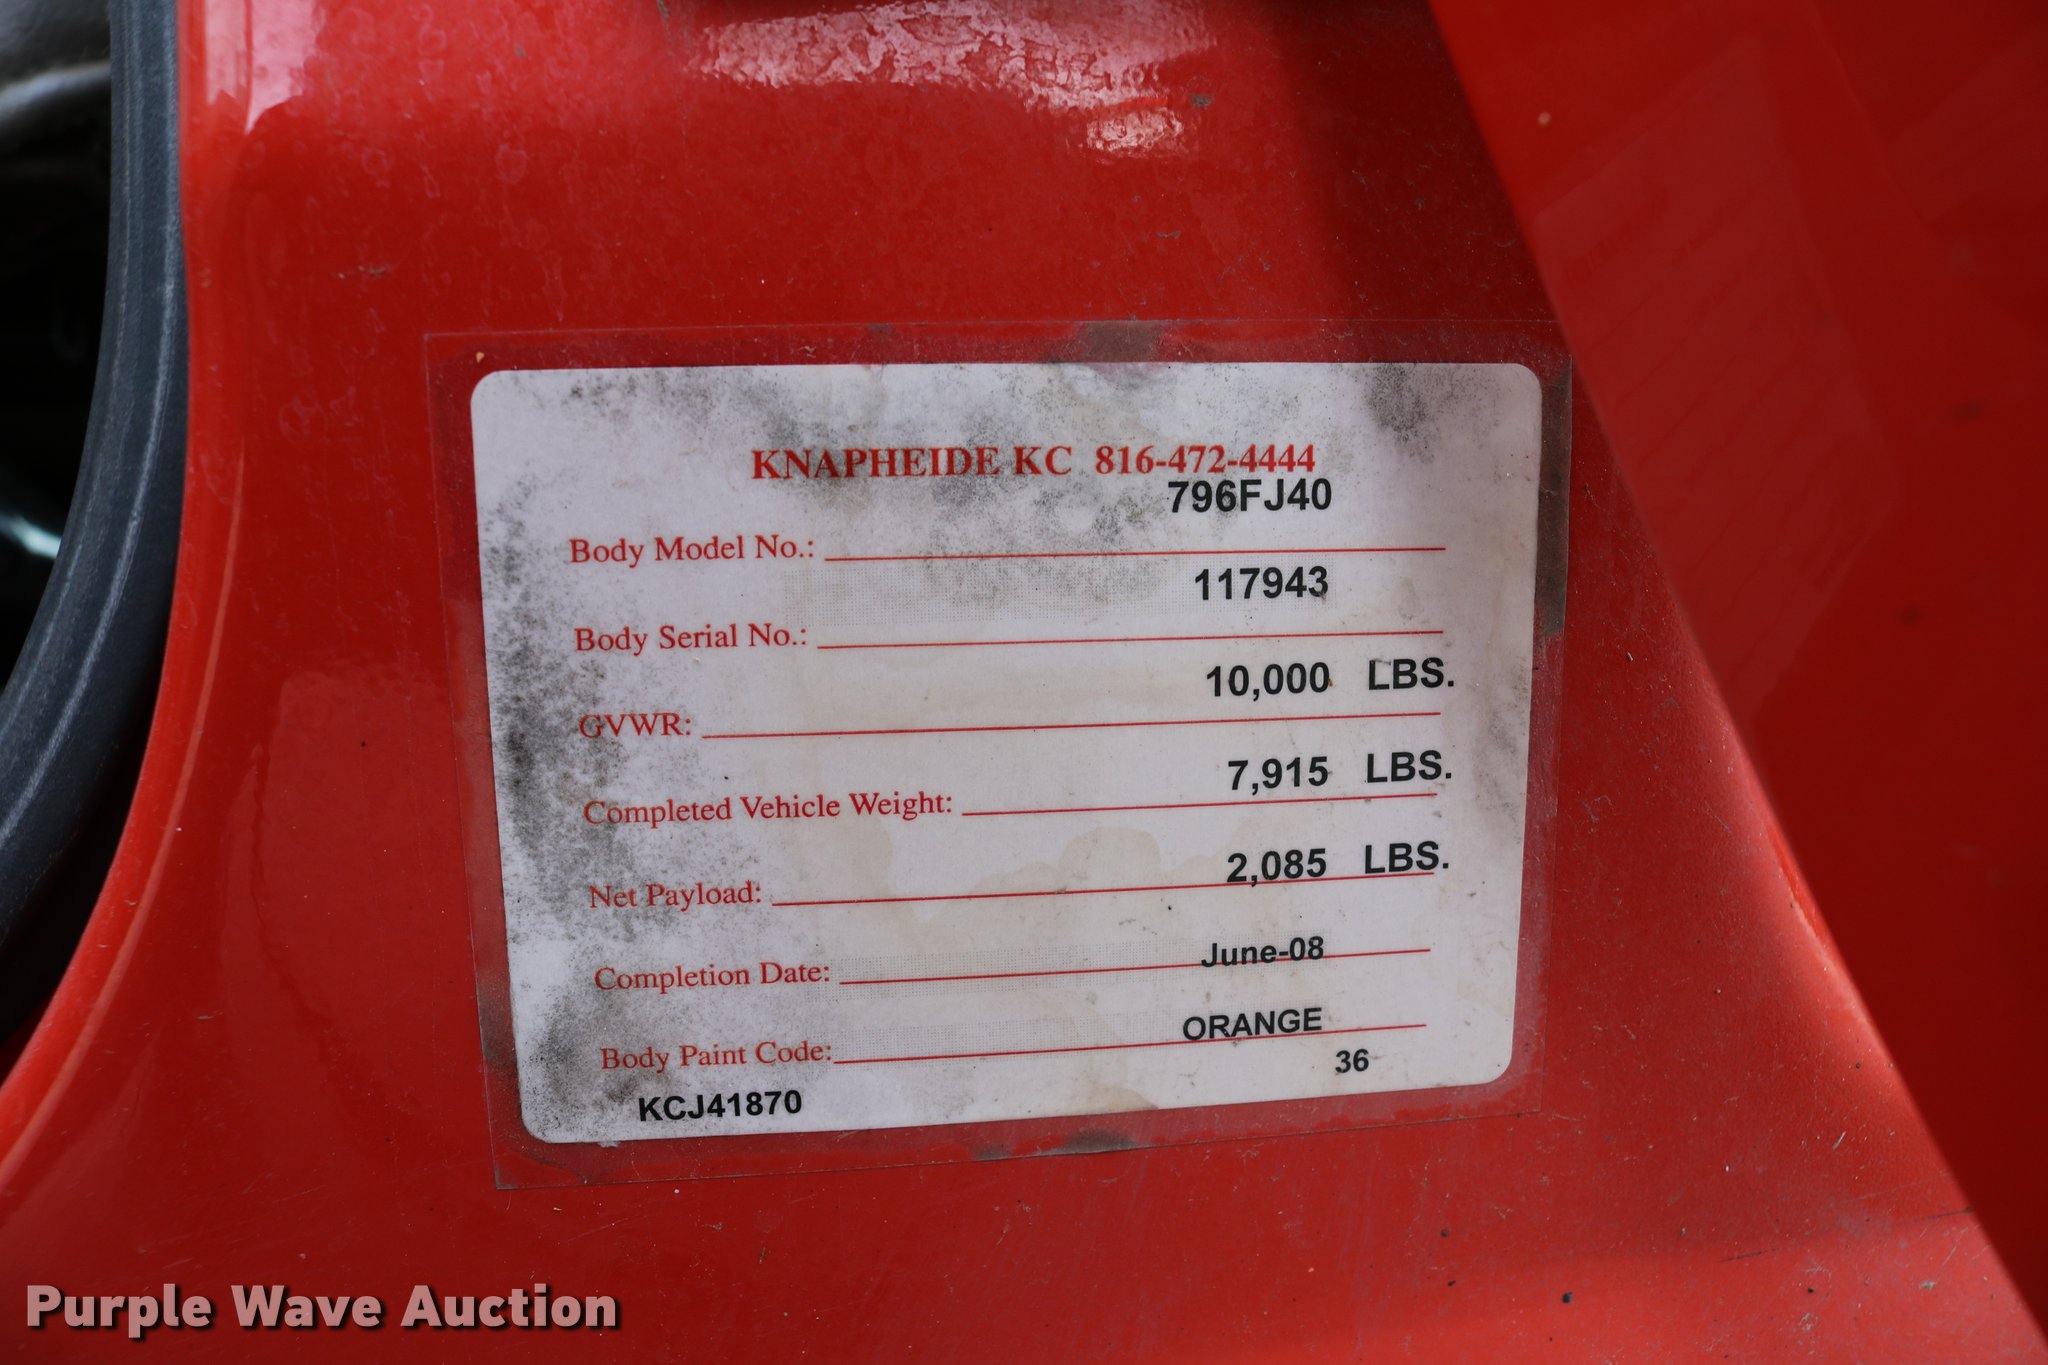 KNAPHEIDE KC 816-472-4444
796FJ40
Body Model No.:
117943
Body Serial No.:
10,000 LBS.
GVWR:
7,915 LBS.
Completed Vehicle Weight:
2,085 LBS.
Net Payload:
June-08
Completion Date:
ORANGE
Body Paint Code:
36
KCJ41870
Purple Wave Auction